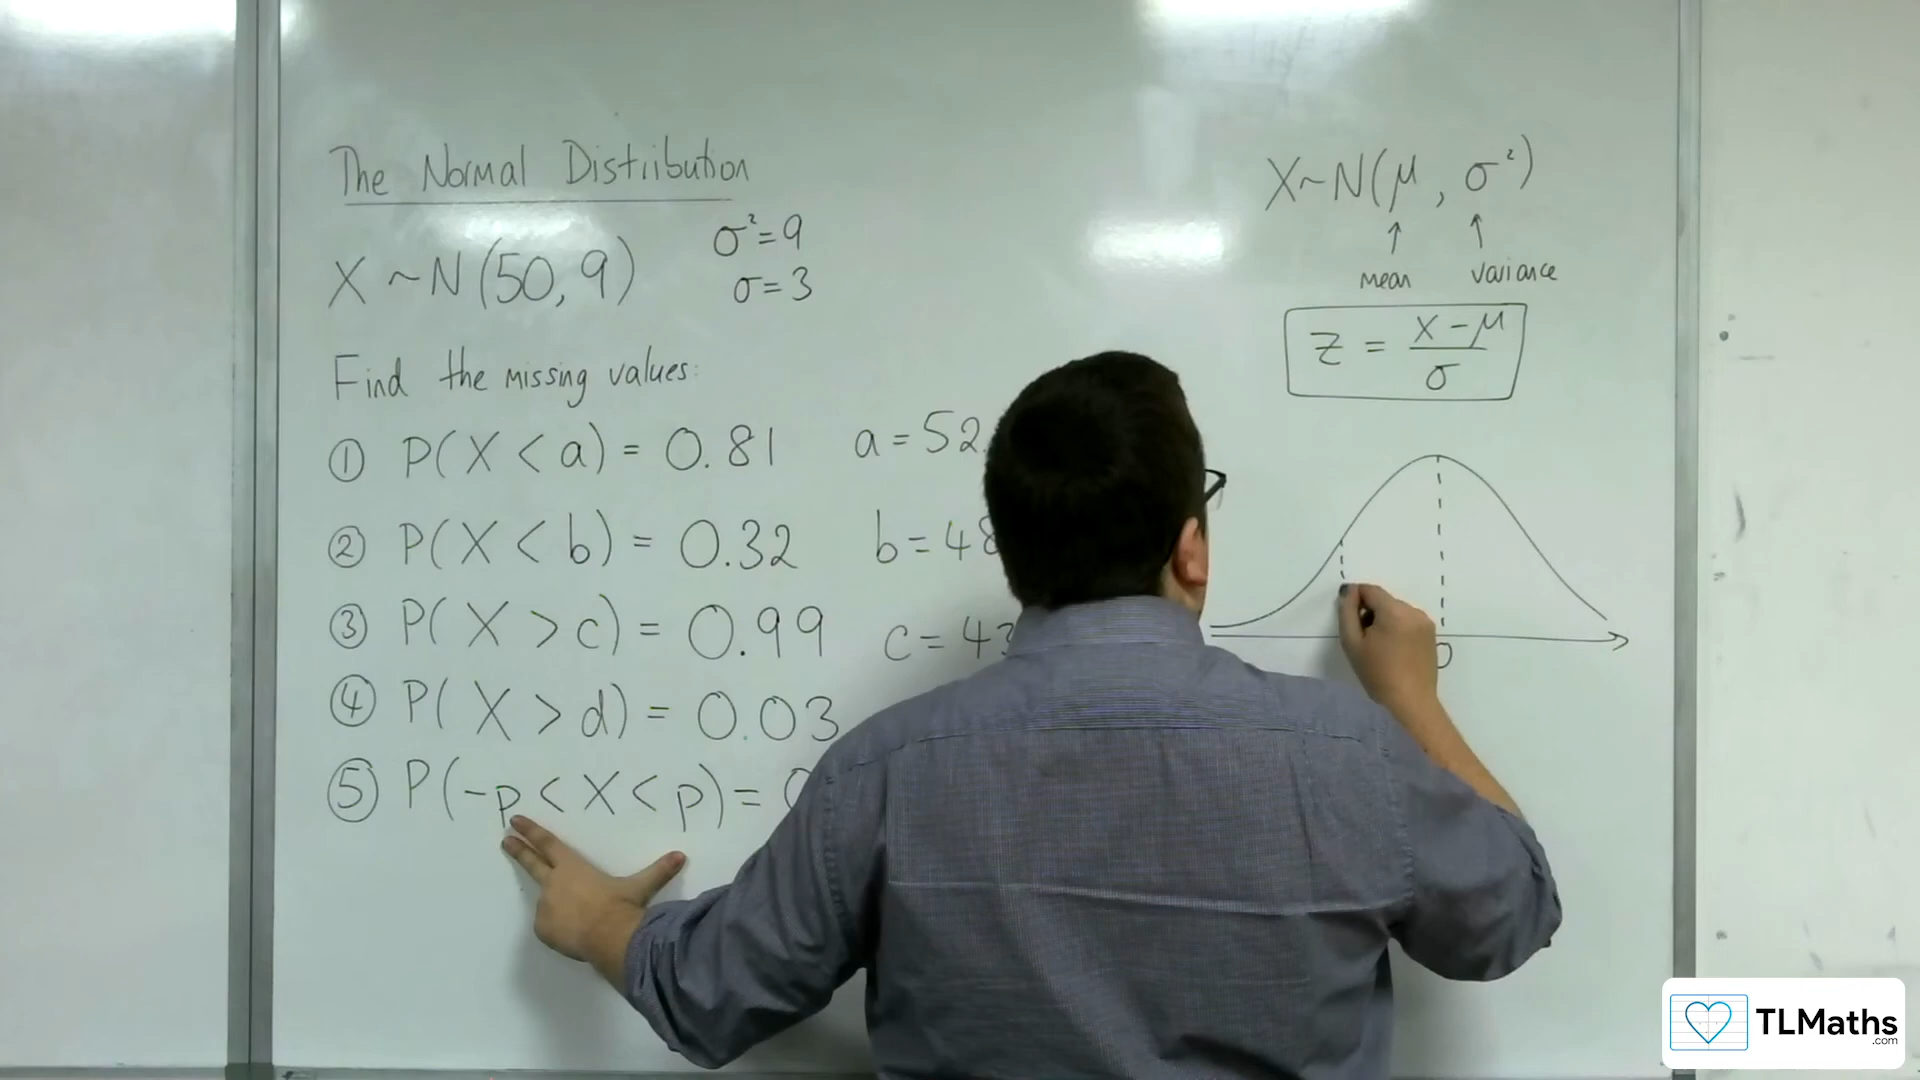 The Normal Distribution
X ~ N(50, 9)
σ² = 9
σ = 3
Find the missing values:
① P(X < a) = 0.81 a = 52.
② P(X < b) = 0.32 b = 48
③ P(X > c) = 0.99 c = 43
④ P(X > d) = 0.03
⑤ P(-p < X < p) = 0
X~N(μ, σ²)
↑ ↑
mean variance
Z = (X - μ) / σ
0
TLMaths
.com